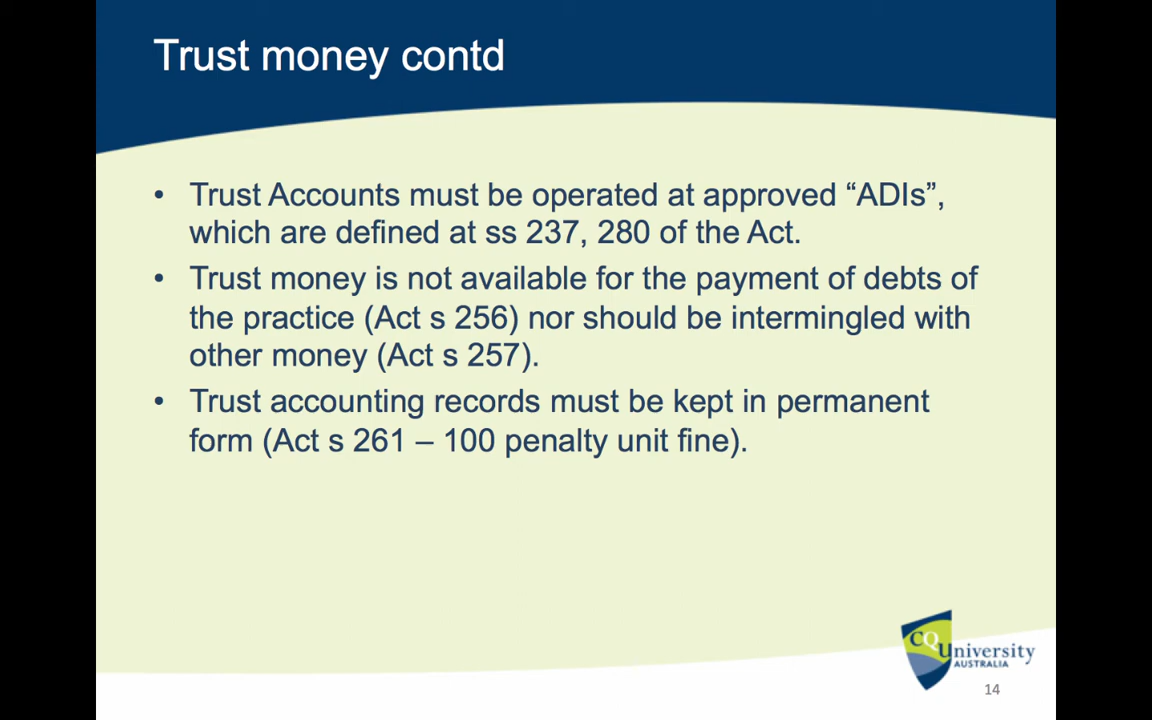 Trust money contd
• Trust Accounts must be operated at approved “ADIs”,
which are defined at ss 237, 280 of the Act.
• Trust money is not available for the payment of debts of
the practice (Act s 256) nor should be intermingled with
other money (Act s 257).
• Trust accounting records must be kept in permanent
form (Act s 261 – 100 penalty unit fine).
CQUniversity
AUSTRALIA
14